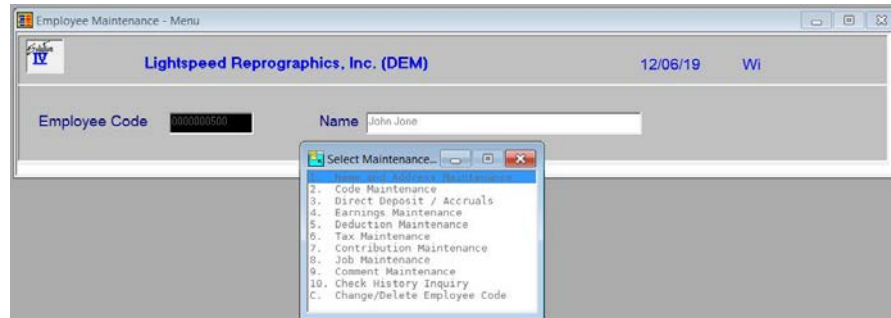 Employee Maintenance - Menu
Solution IV
Lightspeed Reprographics, Inc. (DEM) 12/06/19 Wi
Employee Code 0000000500 Name John Jone
Select Maintenance...
1. Name and Address Maintenance
2. Code Maintenance
3. Direct Deposit / Accruals
4. Earnings Maintenance
5. Deduction Maintenance
6. Tax Maintenance
7. Contribution Maintenance
8. Job Maintenance
9. Comment Maintenance
10. Check History Inquiry
C. Change/Delete Employee Code